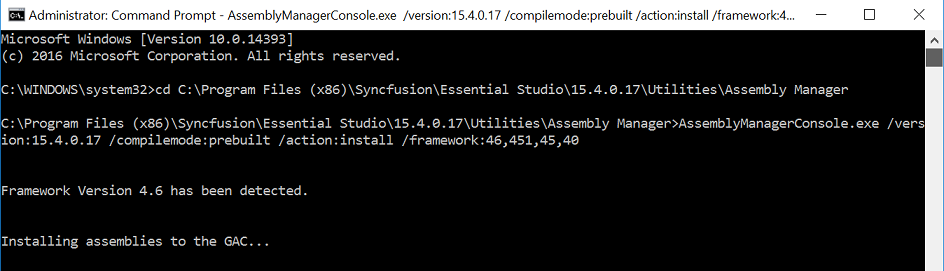 Administrator: Command Prompt - AssemblyManagerConsole.exe /version:15.4.0.17 /compilemode:prebuilt /action:install /framework:4...
Microsoft Windows [Version 10.0.14393]
(c) 2016 Microsoft Corporation. All rights reserved.
C:\WINDOWS\system32>cd C:\Program Files (x86)\Syncfusion\Essential Studio\15.4.0.17\Utilities\Assembly Manager
C:\Program Files (x86)\Syncfusion\Essential Studio\15.4.0.17\Utilities\Assembly Manager>AssemblyManagerConsole.exe /vers
ion:15.4.0.17 /compilemode:prebuilt /action:install /framework:46,451,45,40
Framework Version 4.6 has been detected.
Installing assemblies to the GAC...